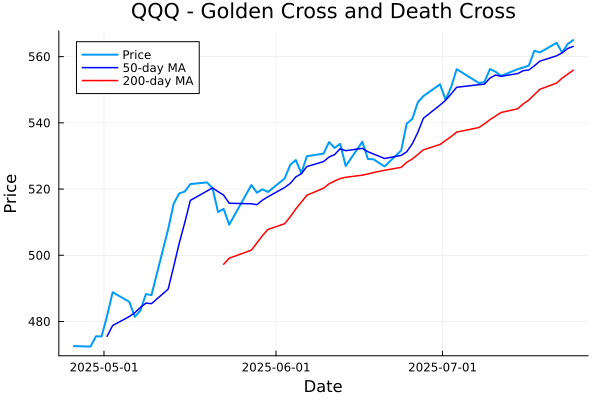 QQQ - Golden Cross and Death Cross
Price
50-day MA
200-day MA
560
540
520
500
480
Price
2025-05-01
2025-06-01
2025-07-01
Date